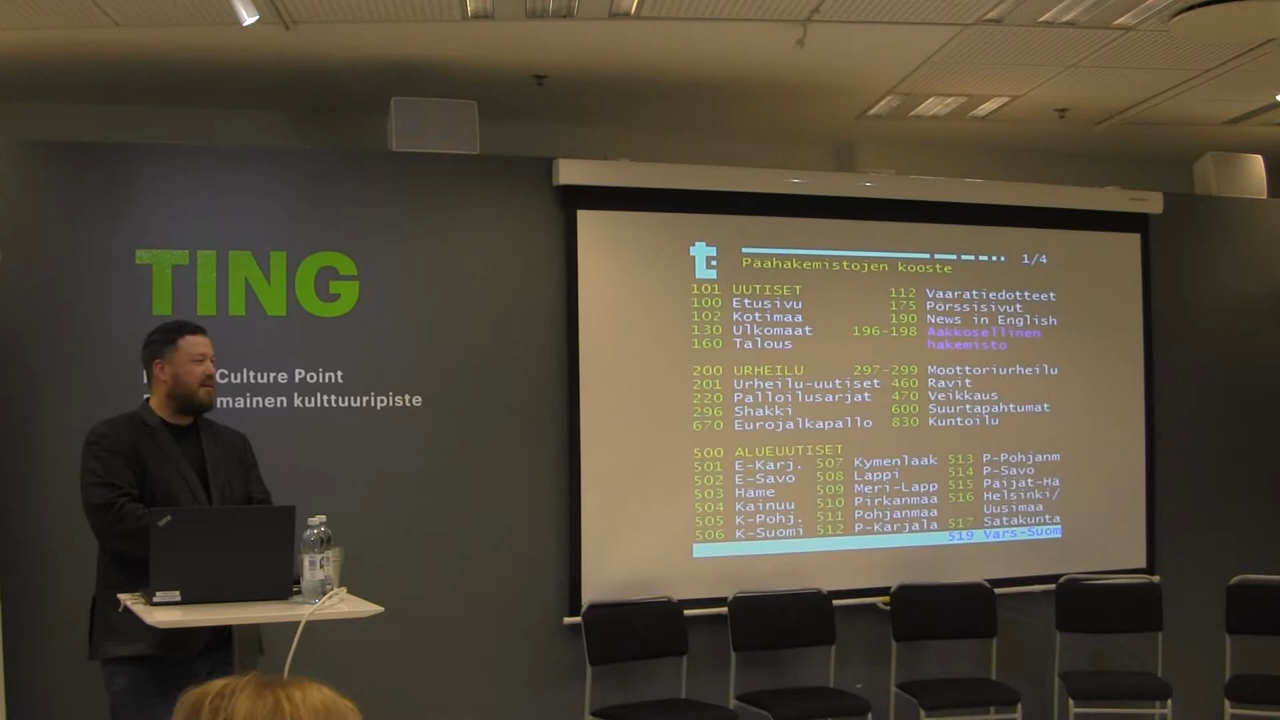 TING
Culture Point
mainen kulttuuripiste
t
1/4
Päähakemistojen kooste
101 UUTISET
100 Etusivu
102 Kotimaa
130 Ulkomaat
160 Talous
112 Vaaratiedotteet
175 Pörssisivut
190 News in English
196-198 Aakkosellinen
hakemisto
200 URHEILU
201 Urheilu-uutiset
220 Palloilusarjat
296 Shakki
670 Eurojalkapallo
297-299 Moottoriurheilu
460 Ravit
470 Veikkaus
600 Suurtapahtumat
830 Kuntoilu
500 ALUEUUTISET
501 E-Karj.
502 E-Savo
503 Häme
504 Kainuu
505 K-Pohj.
506 K-Suomi
507 Kymenlaak
508 Lappi
509 Meri-Lapp
510 Pirkanmaa
511 Pohjanmaa
512 P-Karjala
513 P-Pohjanm
514 P-Savo
515 Päijät-Hä
516 Helsinki/
Uusimaa
517 Satakunta
519 Vars-Suom